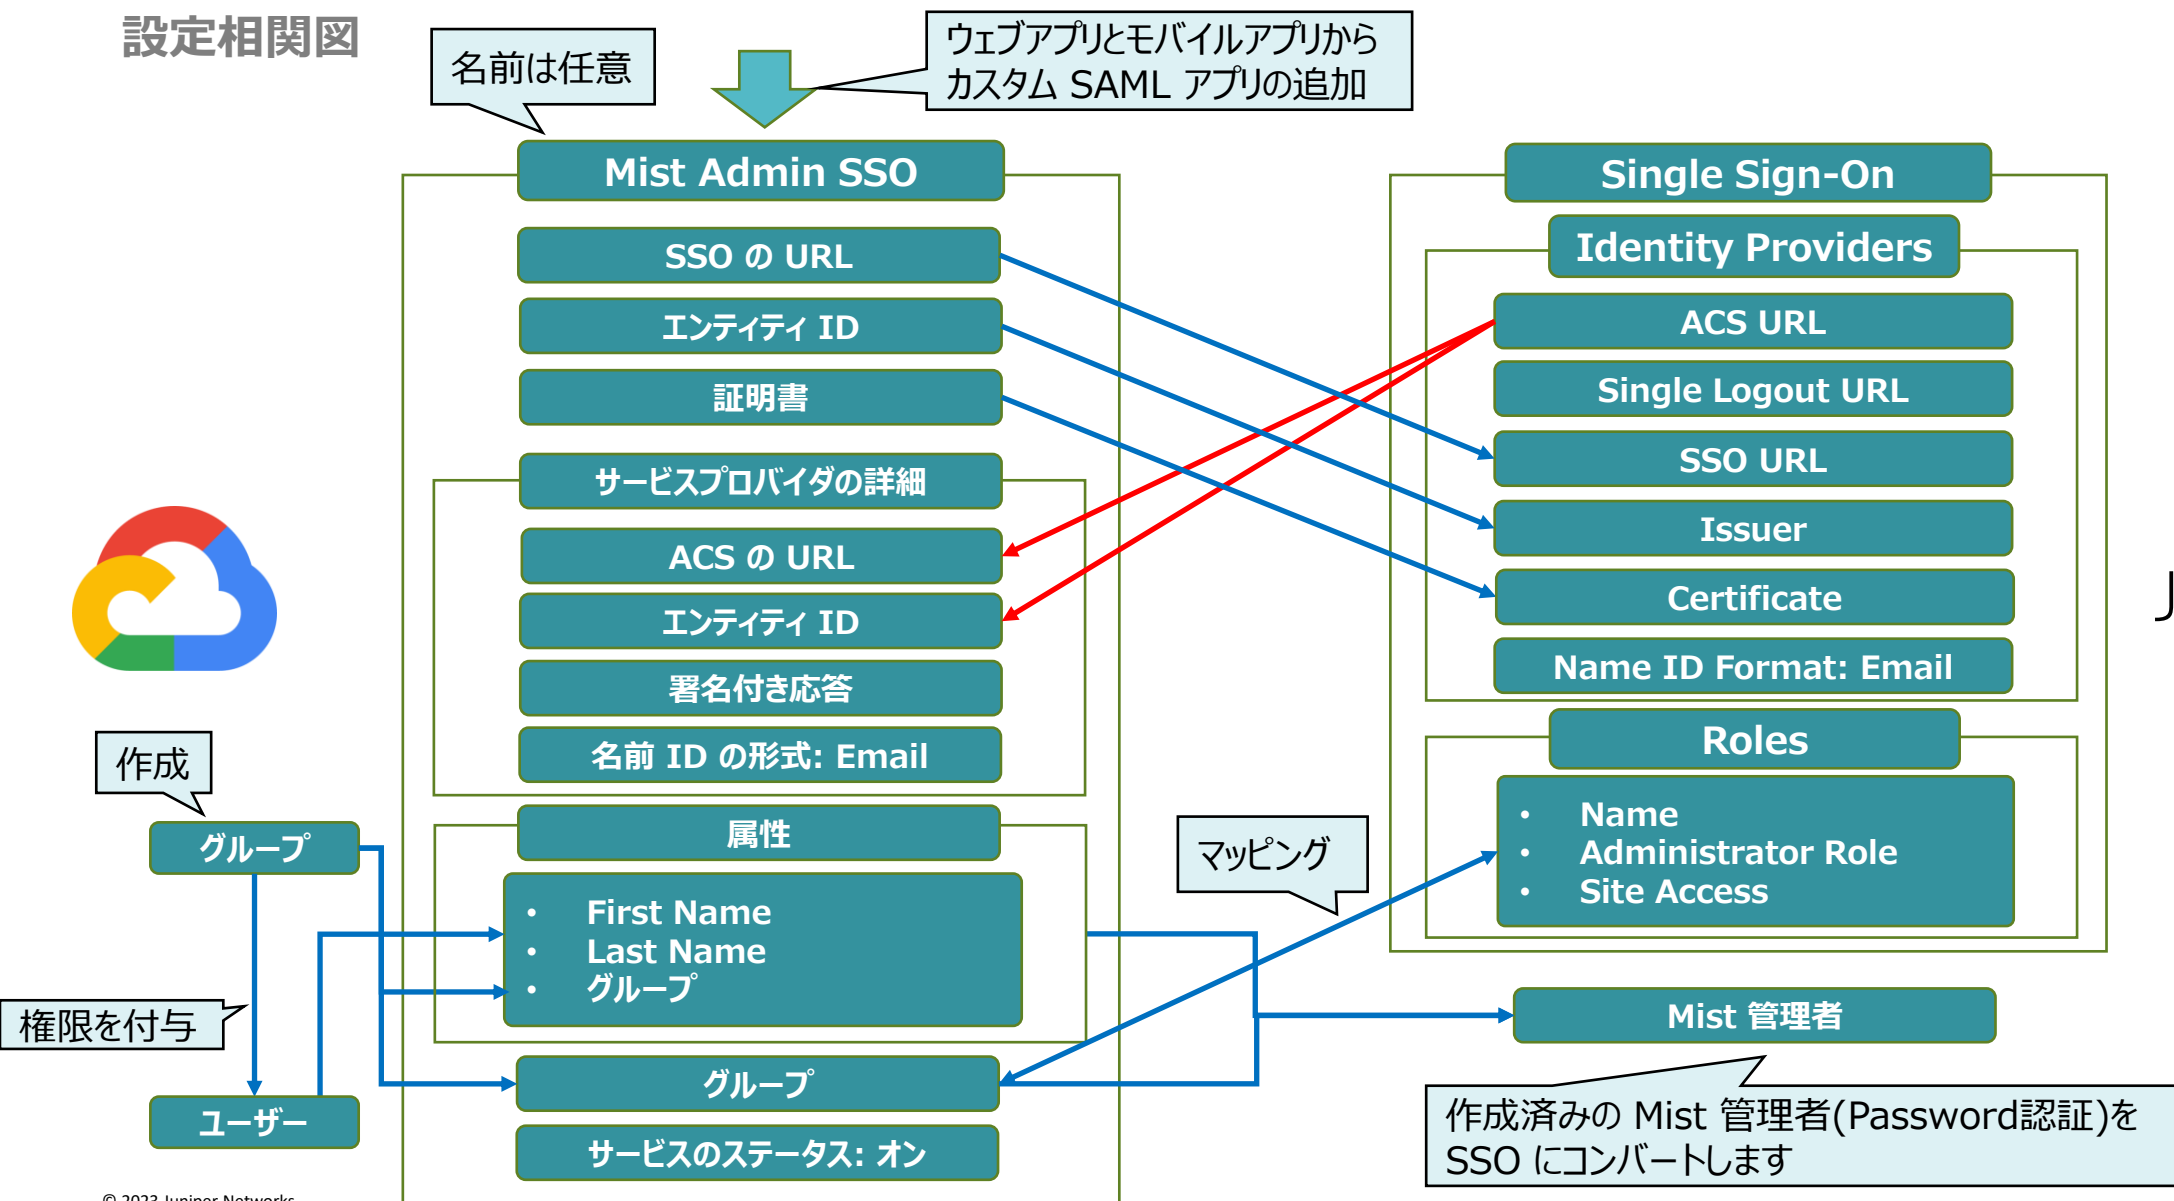 設定相関図
名前は任意
ウェブアプリとモバイルアプリから
カスタム SAML アプリの追加
Mist Admin SSO
SSO の URL
エンティティ ID
証明書
サービスプロバイダの詳細
ACS の URL
エンティティ ID
署名付き応答
名前 ID の形式: Email
属性
• First Name
• Last Name
• グループ
グループ
サービスのステータス: オン
作成
グループ
権限を付与
ユーザー
マッピング
Single Sign-On
Identity Providers
ACS URL
Single Logout URL
SSO URL
Issuer
Certificate
Name ID Format: Email
Roles
• Name
• Administrator Role
• Site Access
Mist 管理者
作成済みの Mist 管理者(Password認証)を
SSO にコンバートします
© 2023 Juniper Networks